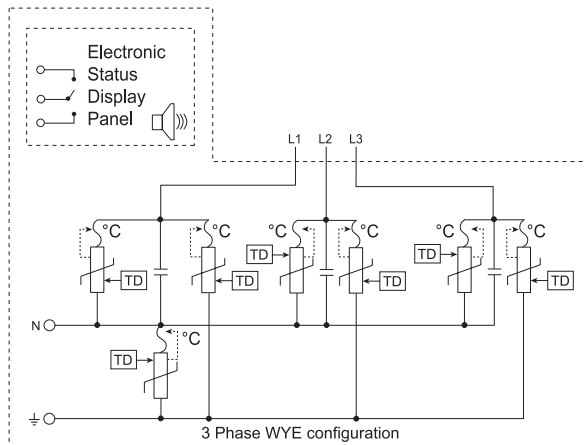 Electronic
Status
Display
Panel
L1 L2 L3
°C °C °C °C °C °C
TD TD TD TD TD TD
N
°C
TD
3 Phase WYE configuration